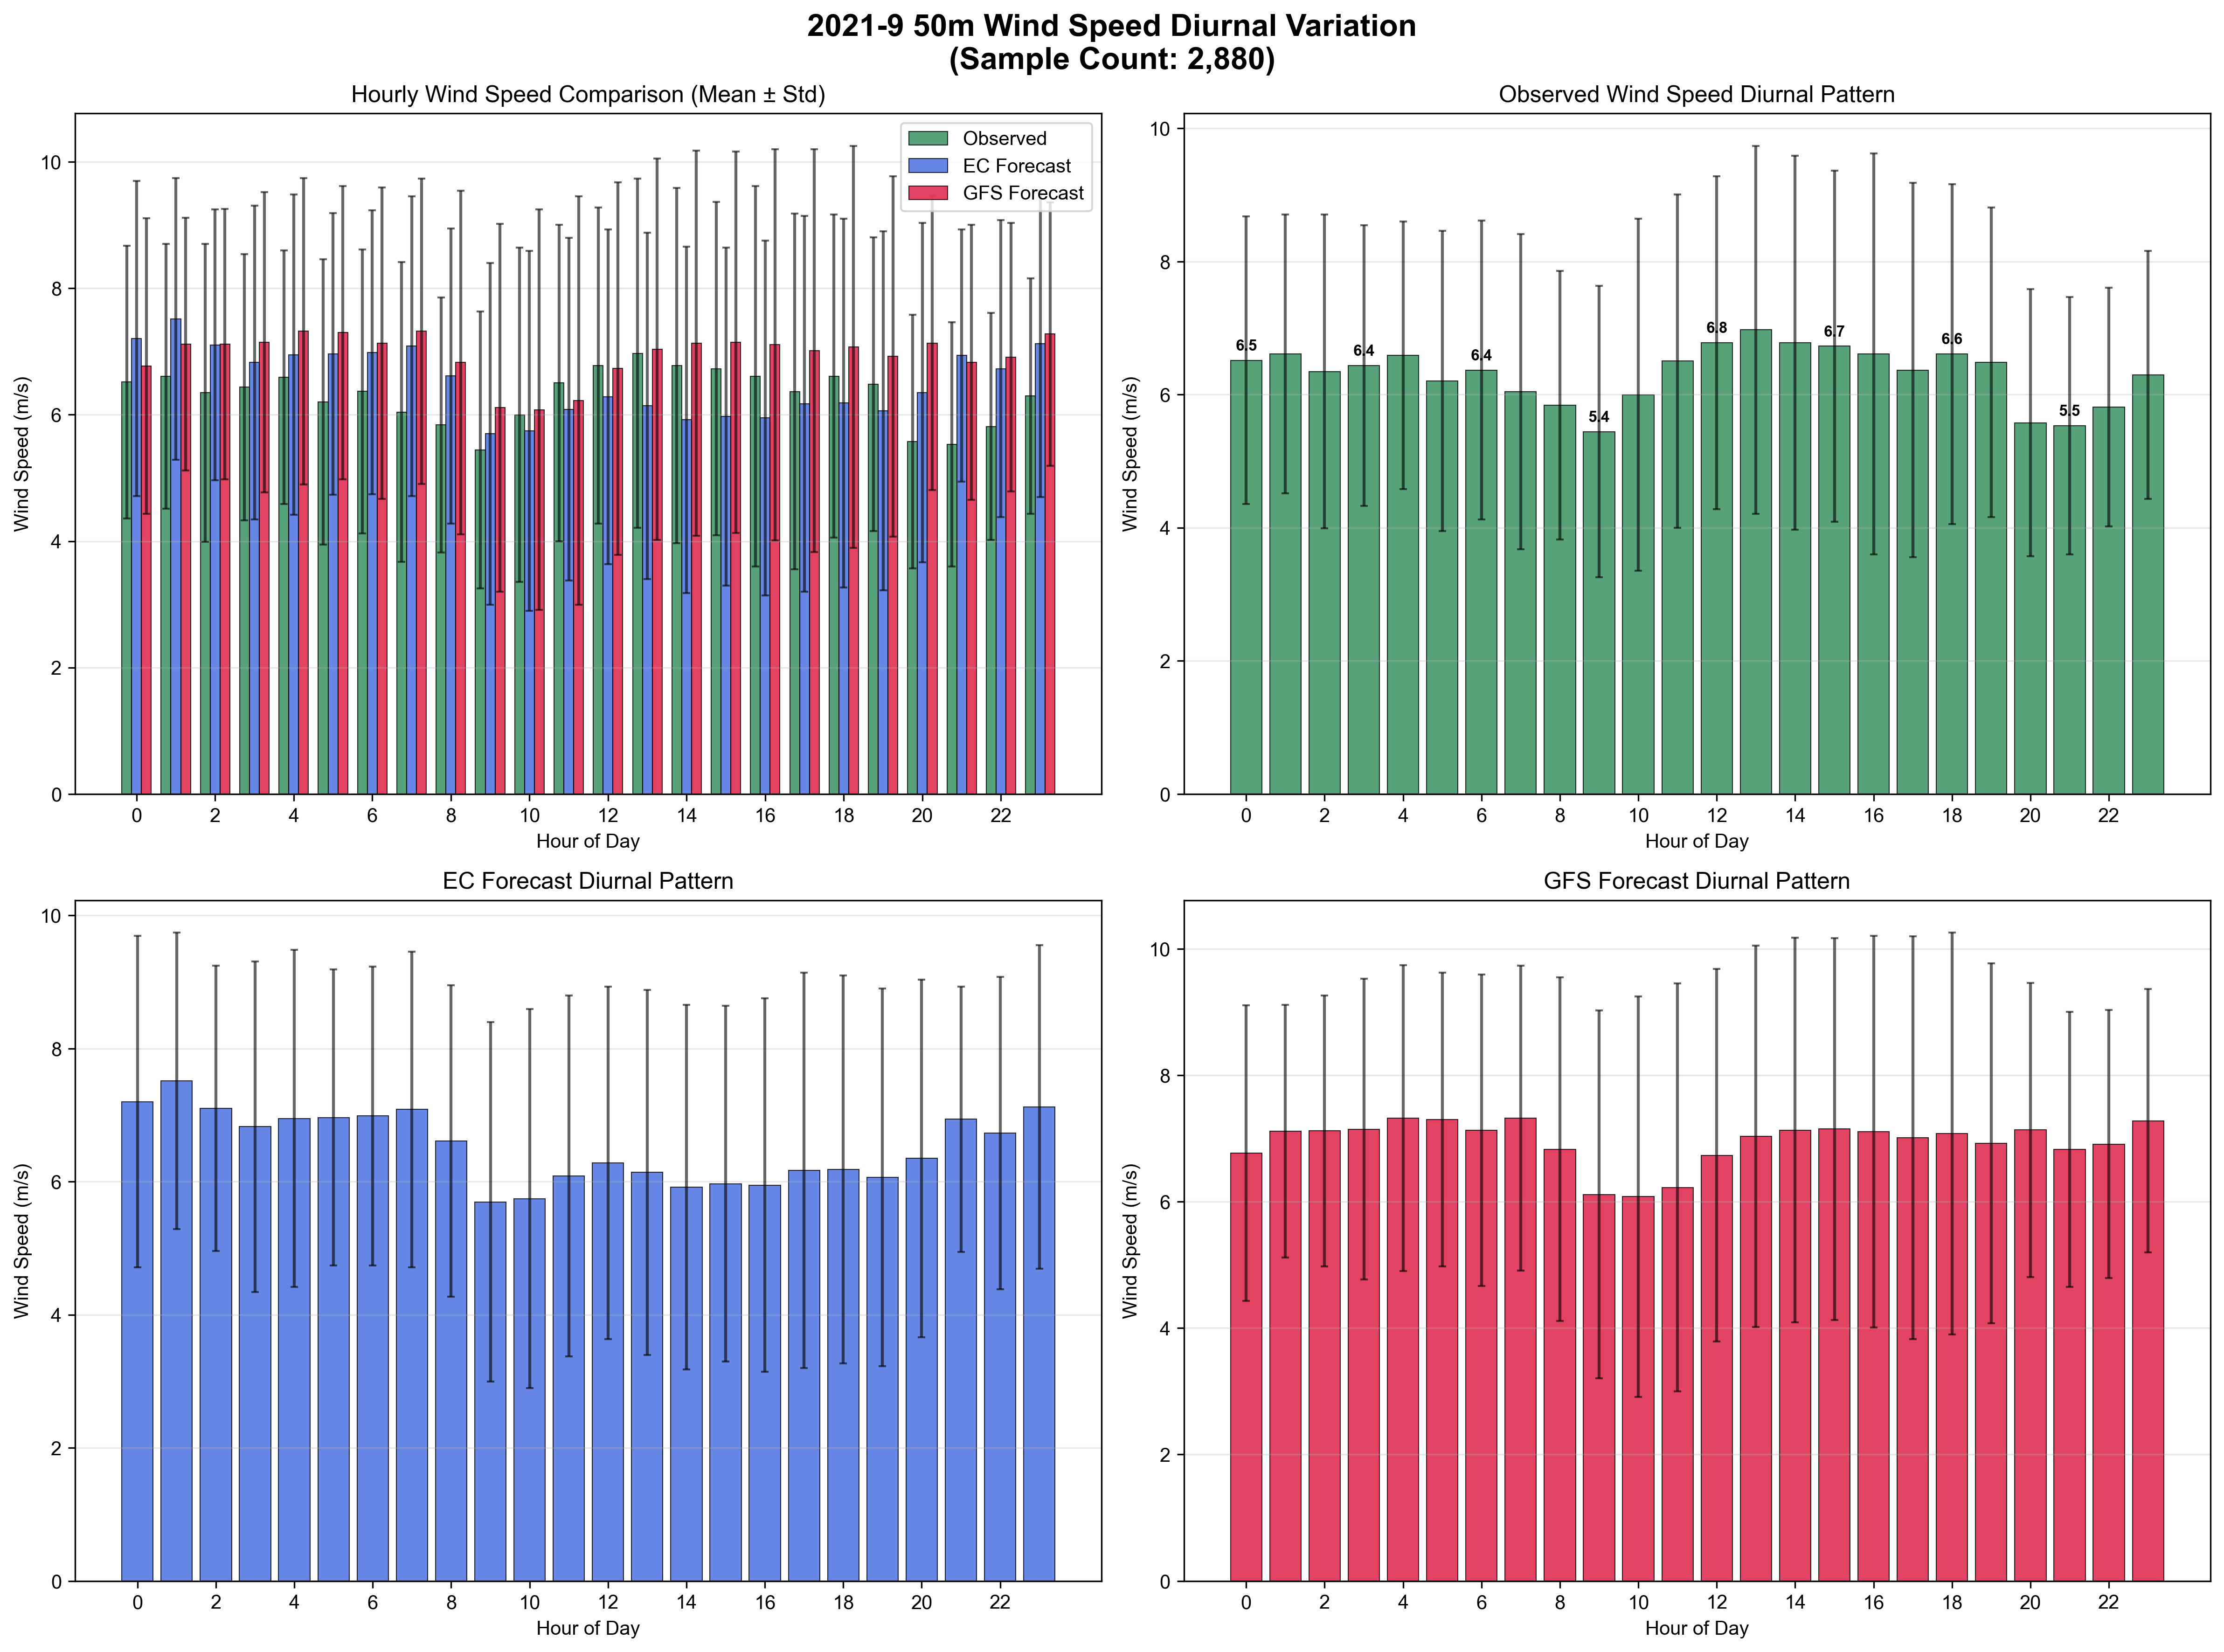 2021-9 50m Wind Speed Diurnal Variation
(Sample Count: 2,880)
Hourly Wind Speed Comparison (Mean ± Std)
Observed
EC Forecast
GFS Forecast
Wind Speed (m/s)
10
8
6
4
2
0
0 2 4 6 8 10 12 14 16 18 20 22
Hour of Day
Observed Wind Speed Diurnal Pattern
Wind Speed (m/s)
10
8
6
4
2
0
6.5 6.4 6.4 5.4 6.8 6.7 6.6 5.5
0 2 4 6 8 10 12 14 16 18 20 22
Hour of Day
EC Forecast Diurnal Pattern
Wind Speed (m/s)
10
8
6
4
2
0
0 2 4 6 8 10 12 14 16 18 20 22
Hour of Day
GFS Forecast Diurnal Pattern
Wind Speed (m/s)
10
8
6
4
2
0
0 2 4 6 8 10 12 14 16 18 20 22
Hour of Day